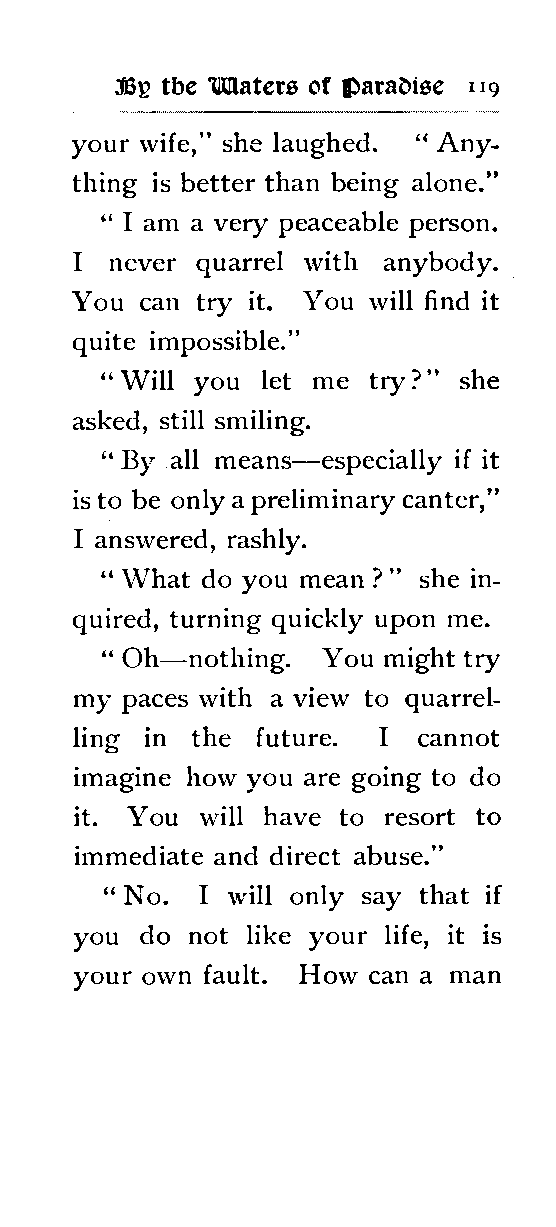 By the Waters of Paradise 119
your wife," she laughed. "Any-
thing is better than being alone."
"I am a very peaceable person.
I never quarrel with anybody.
You can try it. You will find it
quite impossible."
"Will you let me try?" she
asked, still smiling.
"By all means—especially if it
is to be only a preliminary canter,"
I answered, rashly.
"What do you mean?" she in-
quired, turning quickly upon me.
"Oh—nothing. You might try
my paces with a view to quarrel-
ling in the future. I cannot
imagine how you are going to do
it. You will have to resort to
immediate and direct abuse."
"No. I will only say that if
you do not like your life, it is
your own fault. How can a man